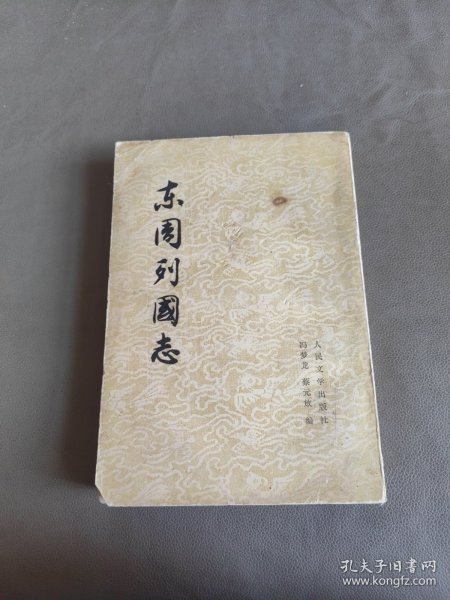 东周列國志
人民文学出版社
冯梦龙 蔡元放 编
孔夫子旧书网
www.kongfz.com